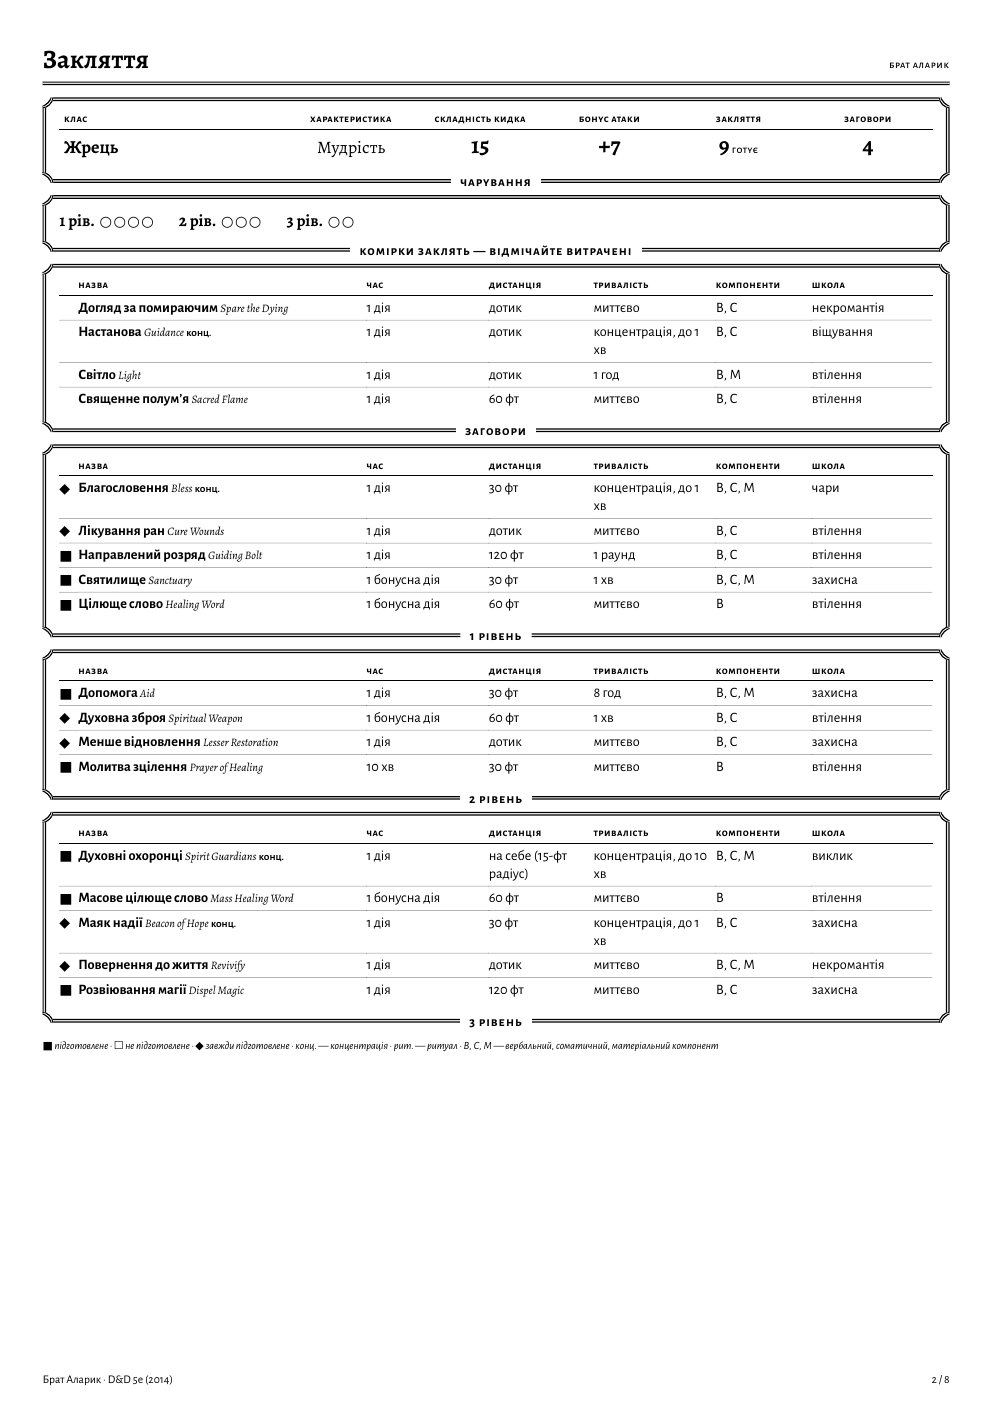 Закляття
БРАТ АЛАРИК
КЛАС ХАРАКТЕРИСТИКА СКЛАДНІСТЬ КИДКА БОНУС АТАКИ ЗАКЛЯТТЯ ЗАГОВОРИ
Жрець Мудрість 15 +7 9 ГОТУЄ 4
ЧАРУВАННЯ
1 рів. ○○○○ 2 рів. ○○○ 3 рів. ○○
КОМІРКИ ЗАКЛЯТЬ — ВІДМІЧАЙТЕ ВИТРАЧЕНІ
НАЗВА ЧАС ДИСТАНЦІЯ ТРИВАЛІСТЬ КОМПОНЕНТИ ШКОЛА
Догляд за помираючим Spare the Dying 1 дія дотик миттєво В, С некромантія
Настанова Guidance конц. 1 дія дотик концентрація, до 1 В, С віщування
хв
Світло Light 1 дія дотик 1 год В, М втілення
Священне полум'я Sacred Flame 1 дія 60 фт миттєво В, С втілення
ЗАГОВОРИ
НАЗВА ЧАС ДИСТАНЦІЯ ТРИВАЛІСТЬ КОМПОНЕНТИ ШКОЛА
◆ Благословення Bless конц. 1 дія 30 фт концентрація, до 1 В, С, М чари
хв
◆ Лікування ран Cure Wounds 1 дія дотик миттєво В, С втілення
■ Направлений розряд Guiding Bolt 1 дія 120 фт 1 раунд В, С втілення
■ Святилище Sanctuary 1 бонусна дія 30 фт 1 хв В, С, М захисна
■ Цілюще слово Healing Word 1 бонусна дія 60 фт миттєво В втілення
1 РІВЕНЬ
НАЗВА ЧАС ДИСТАНЦІЯ ТРИВАЛІСТЬ КОМПОНЕНТИ ШКОЛА
■ Допомога Aid 1 дія 30 фт 8 год В, С, М захисна
◆ Духовна зброя Spiritual Weapon 1 бонусна дія 60 фт 1 хв В, С втілення
◆ Менше відновлення Lesser Restoration 1 дія дотик миттєво В, С захисна
■ Молитва зцілення Prayer of Healing 10 хв 30 фт миттєво В втілення
2 РІВЕНЬ
НАЗВА ЧАС ДИСТАНЦІЯ ТРИВАЛІСТЬ КОМПОНЕНТИ ШКОЛА
■ Духовні охоронці Spirit Guardians конц. 1 дія на себе (15-фт концентрація, до 10 В, С, М виклик
радіус) хв
■ Масове цілюще слово Mass Healing Word 1 бонусна дія 60 фт миттєво В втілення
◆ Маяк надії Beacon of Hope конц. 1 дія 30 фт концентрація, до 1 В, С захисна
хв
◆ Повернення до життя Revivify 1 дія дотик миттєво В, С, М некромантія
■ Розвіювання магії Dispel Magic 1 дія 120 фт миттєво В, С захисна
3 РІВЕНЬ
■ підготовлене · □ не підготовлене · ◆ завжди підготовлене · конц. — концентрація · рит. — ритуал · В, С, М — вербальний, соматичний, матеріальний компонент
Брат Аларик · D&D 5e (2014)
2 / 8